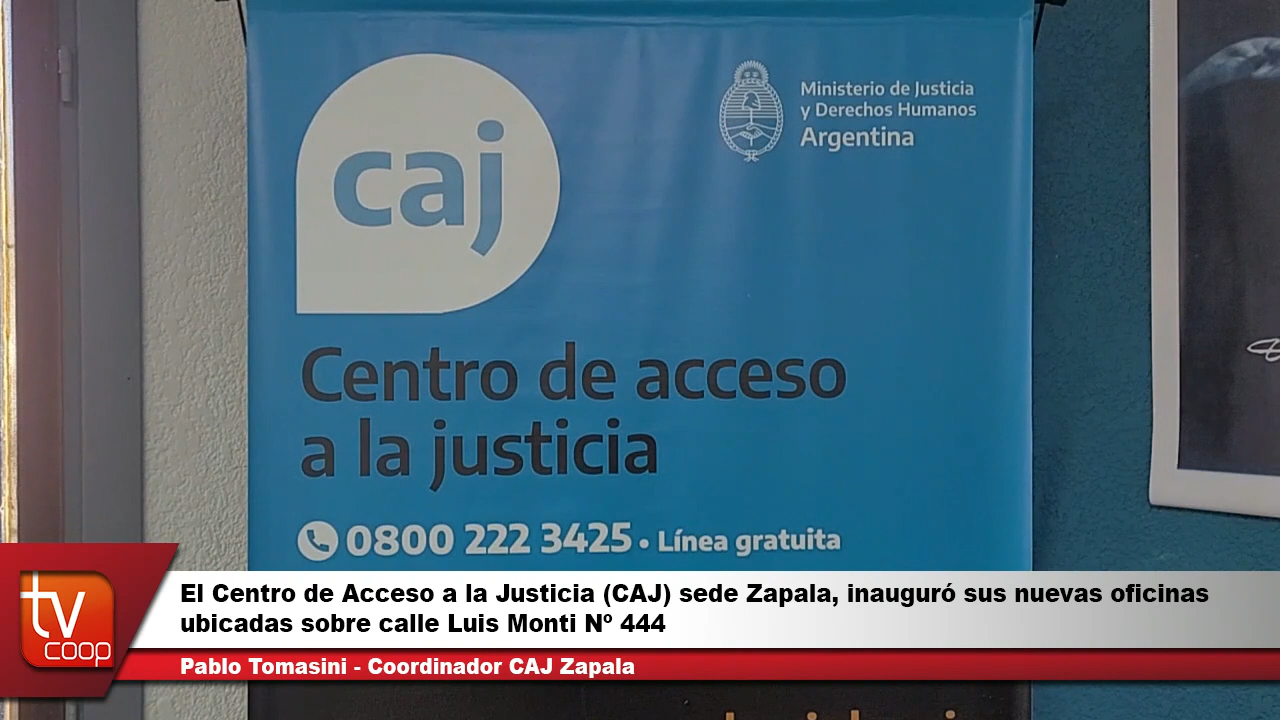 caj
Ministerio de Justicia
y Derechos Humanos
Argentina
Centro de acceso
a la justicia
0800 222 3425 • Línea gratuita
El Centro de Acceso a la Justicia (CAJ) sede Zapala, inauguró sus nuevas oficinas
ubicadas sobre calle Luis Monti Nº 444
tv
coop
Pablo Tomasini - Coordinador CAJ Zapala